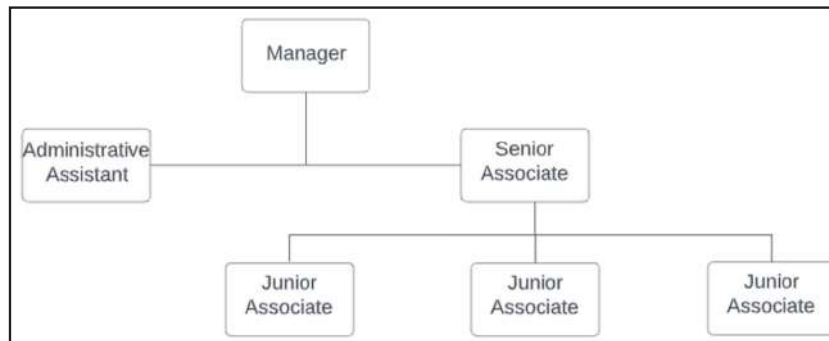 Manager
Administrative
Assistant
Senior
Associate
Junior
Associate
Junior
Associate
Junior
Associate